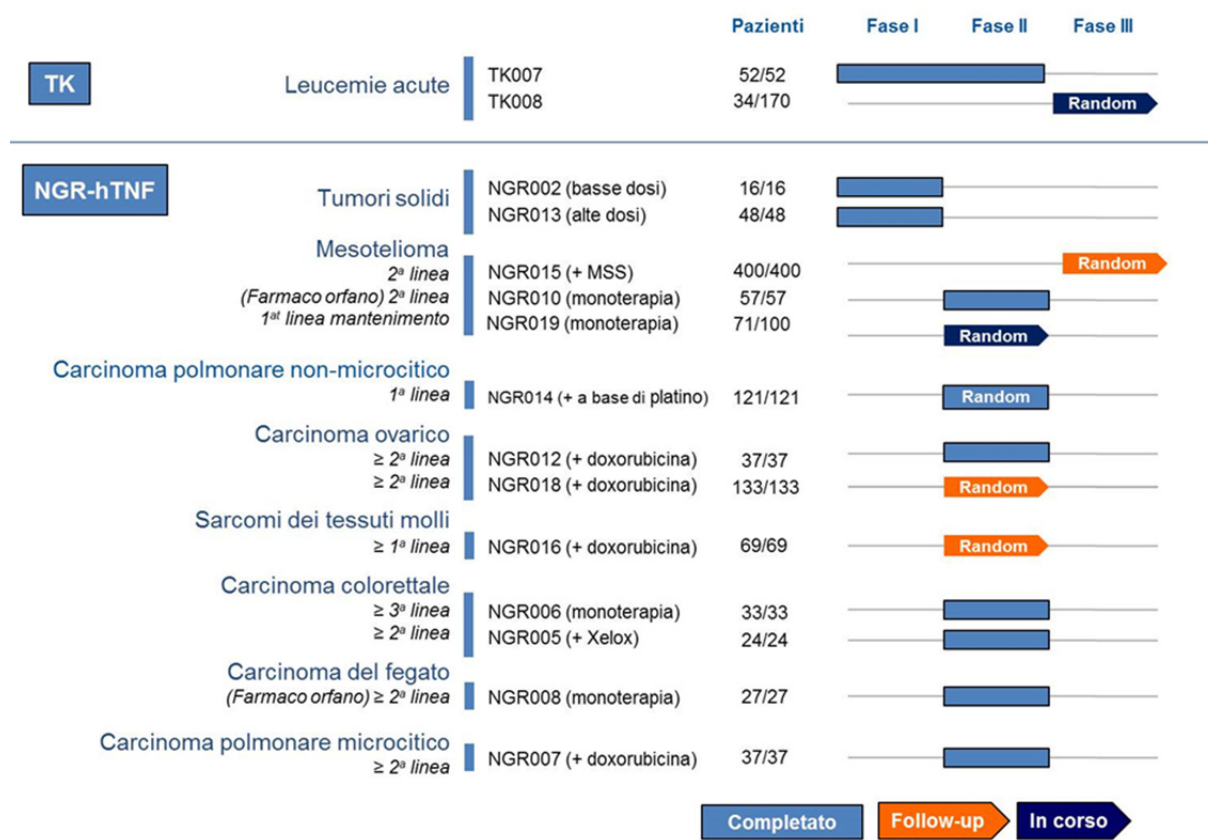 Pazienti Fase I Fase II Fase III
TK
Leucemie acute
TK007 52/52
TK008 34/170 Random
NGR-hTNF
Tumori solidi
NGR002 (basse dosi) 16/16
NGR013 (alte dosi) 48/48
Mesotelioma
2ª linea NGR015 (+ MSS) 400/400 Random
(Farmaco orfano) 2ª linea NGR010 (monoterapia) 57/57
1ᵃᵗ linea mantenimento NGR019 (monoterapia) 71/100 Random
Carcinoma polmonare non-microcitico
1ª linea NGR014 (+ a base di platino) 121/121 Random
Carcinoma ovarico
≥ 2ª linea NGR012 (+ doxorubicina) 37/37
≥ 2ª linea NGR018 (+ doxorubicina) 133/133 Random
Sarcomi dei tessuti molli
≥ 1ª linea NGR016 (+ doxorubicina) 69/69 Random
Carcinoma colorettale
≥ 3ª linea NGR006 (monoterapia) 33/33
≥ 2ª linea NGR005 (+ Xelox) 24/24
Carcinoma del fegato
(Farmaco orfano) ≥ 2ª linea NGR008 (monoterapia) 27/27
Carcinoma polmonare microcitico
≥ 2ª linea NGR007 (+ doxorubicina) 37/37
Completato Follow-up In corso